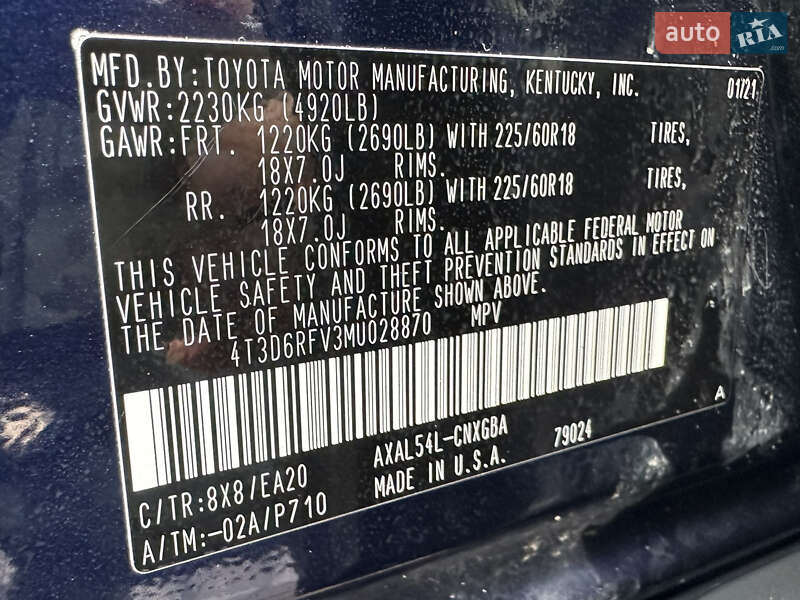 auto RIA.com
MFD.BY:TOYOTA MOTOR MANUFACTURING, KENTUCKY, INC. 01/21
GVWR:2230KG (4920LB)
GAWR:FRT. 1220KG (2690LB) WITH 225/60R18 TIRES,
18X7.0J RIMS.
RR. 1220KG (2690LB) WITH 225/60R18 TIRES,
18X7.0J RIMS.
THIS VEHICLE CONFORMS TO ALL APPLICABLE FEDERAL MOTOR
VEHICLE SAFETY AND THEFT PREVENTION STANDARDS IN EFFECT ON
THE DATE OF MANUFACTURE SHOWN ABOVE.
4T3D6RFV3MU028870 MPV
A
C/TR:8X8/EA20 AXAL54L-CNXGBA 79024
A/TM:-02A/P710 MADE IN U.S.A.